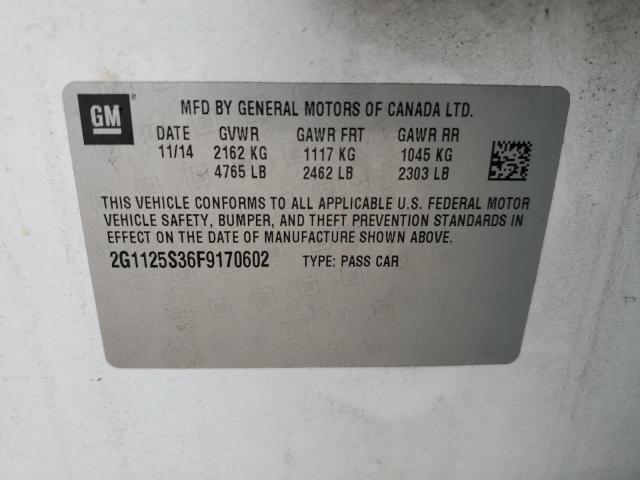 GM MFD BY GENERAL MOTORS OF CANADA LTD.
DATE GVWR GAWR FRT GAWR RR
11/14 2162 KG 1117 KG 1045 KG
4765 LB 2462 LB 2303 LB
THIS VEHICLE CONFORMS TO ALL APPLICABLE U.S. FEDERAL MOTOR
VEHICLE SAFETY, BUMPER, AND THEFT PREVENTION STANDARDS IN
EFFECT ON THE DATE OF MANUFACTURE SHOWN ABOVE.
2G1125S36F9170602 TYPE: PASS CAR